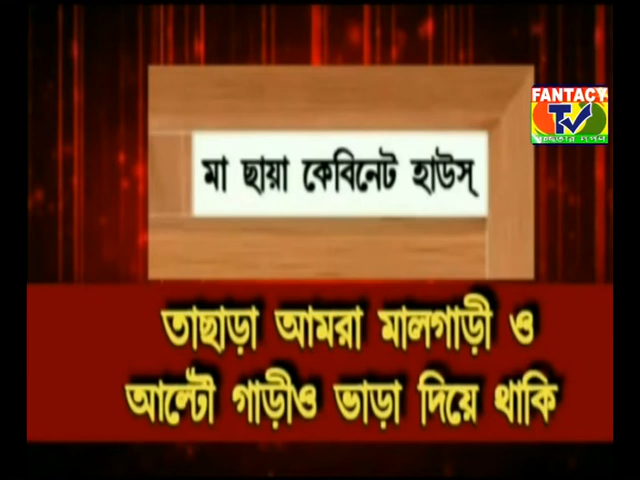 FANTACY
TV
মা ছায়া কেবিনেট হাউস্
তাছাড়া আমরা মালগাড়ী ও
আল্টৌ গাড়ীও ভাড়া দিয়ে থাকি